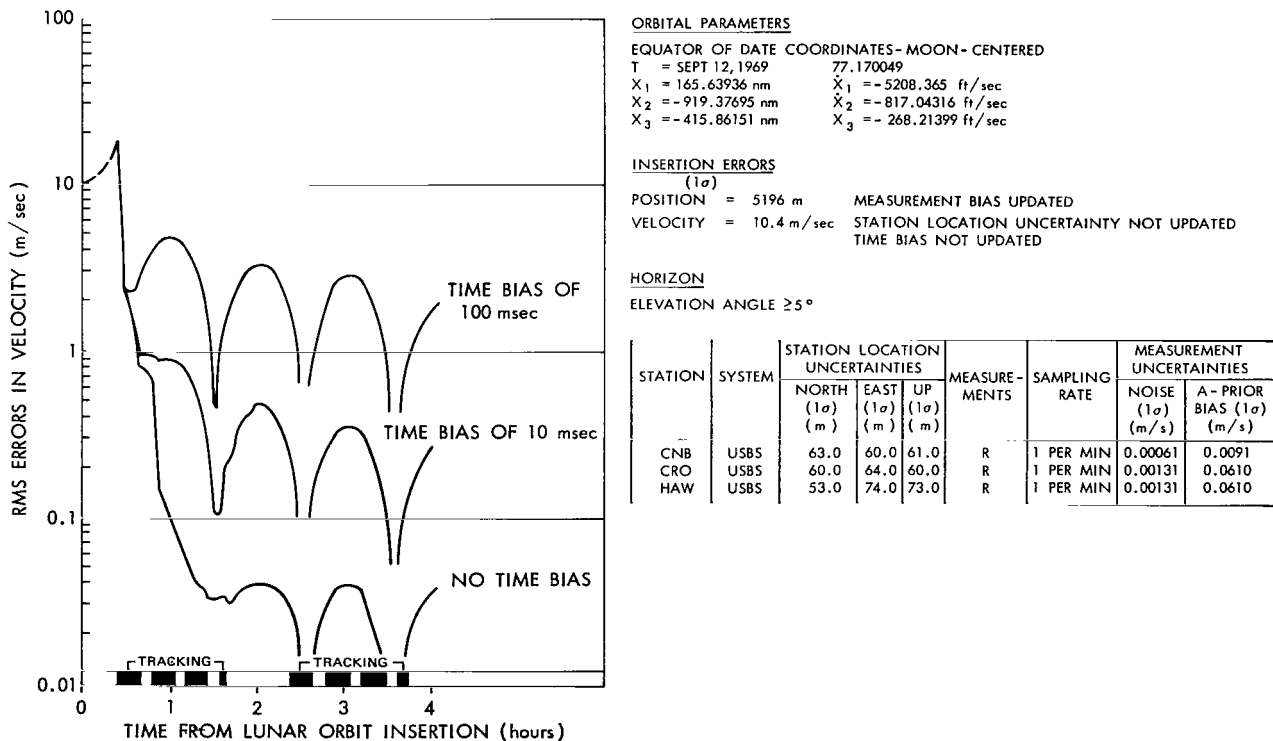 100
10
1
0.1
0.01
RMS ERRORS IN VELOCITY (m/sec)
TIME BIAS OF
100 msec
TIME BIAS OF 10 msec
NO TIME BIAS
TRACKING
TRACKING
0 1 2 3 4
TIME FROM LUNAR ORBIT INSERTION (hours)
ORBITAL PARAMETERS
EQUATOR OF DATE COORDINATES-MOON-CENTERED
T = SEPT 12, 1969 77.170049
X1 = 165.63936 nm Ẋ1 = -5208.365 ft/sec
X2 = -919.37695 nm Ẋ2 = -817.04316 ft/sec
X3 = -415.86151 nm X3 = - 268.21399 ft/sec
INSERTION ERRORS
(1σ)
POSITION = 5196 m MEASUREMENT BIAS UPDATED
VELOCITY = 10.4 m/sec STATION LOCATION UNCERTAINTY NOT UPDATED
TIME BIAS NOT UPDATED
HORIZON
ELEVATION ANGLE ≥5°
STATION SYSTEM STATION LOCATION UNCERTAINTIES MEASURE-MENTS SAMPLING RATE MEASUREMENT UNCERTAINTIES
NORTH (1σ) (m) EAST (1σ) (m) UP (1σ) (m) NOISE (1σ) (m/s) A-PRIOR BIAS (1σ) (m/s)
CNB USBS 63.0 60.0 61.0 R 1 PER MIN 0.00061 0.0091
CRO USBS 60.0 64.0 60.0 R 1 PER MIN 0.00131 0.0610
HAW USBS 53.0 74.0 73.0 R 1 PER MIN 0.00131 0.0610